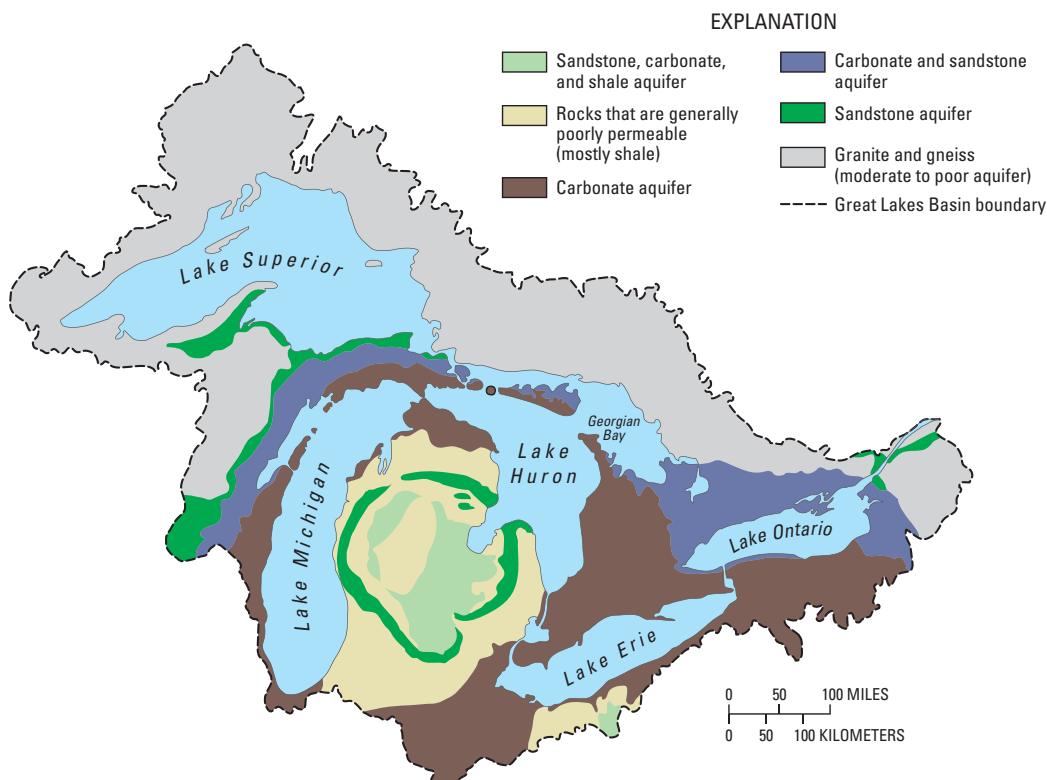 EXPLANATION
Sandstone, carbonate,
and shale aquifer
Rocks that are generally
poorly permeable
(mostly shale)
Carbonate aquifer
Carbonate and sandstone
aquifer
Sandstone aquifer
Granite and gneiss
(moderate to poor aquifer)
Great Lakes Basin boundary
Lake Superior
Georgian
Bay
Lake
Huron
Lake Michigan
Lake Ontario
Lake Erie
0 50 100 MILES
0 50 100 KILOMETERS